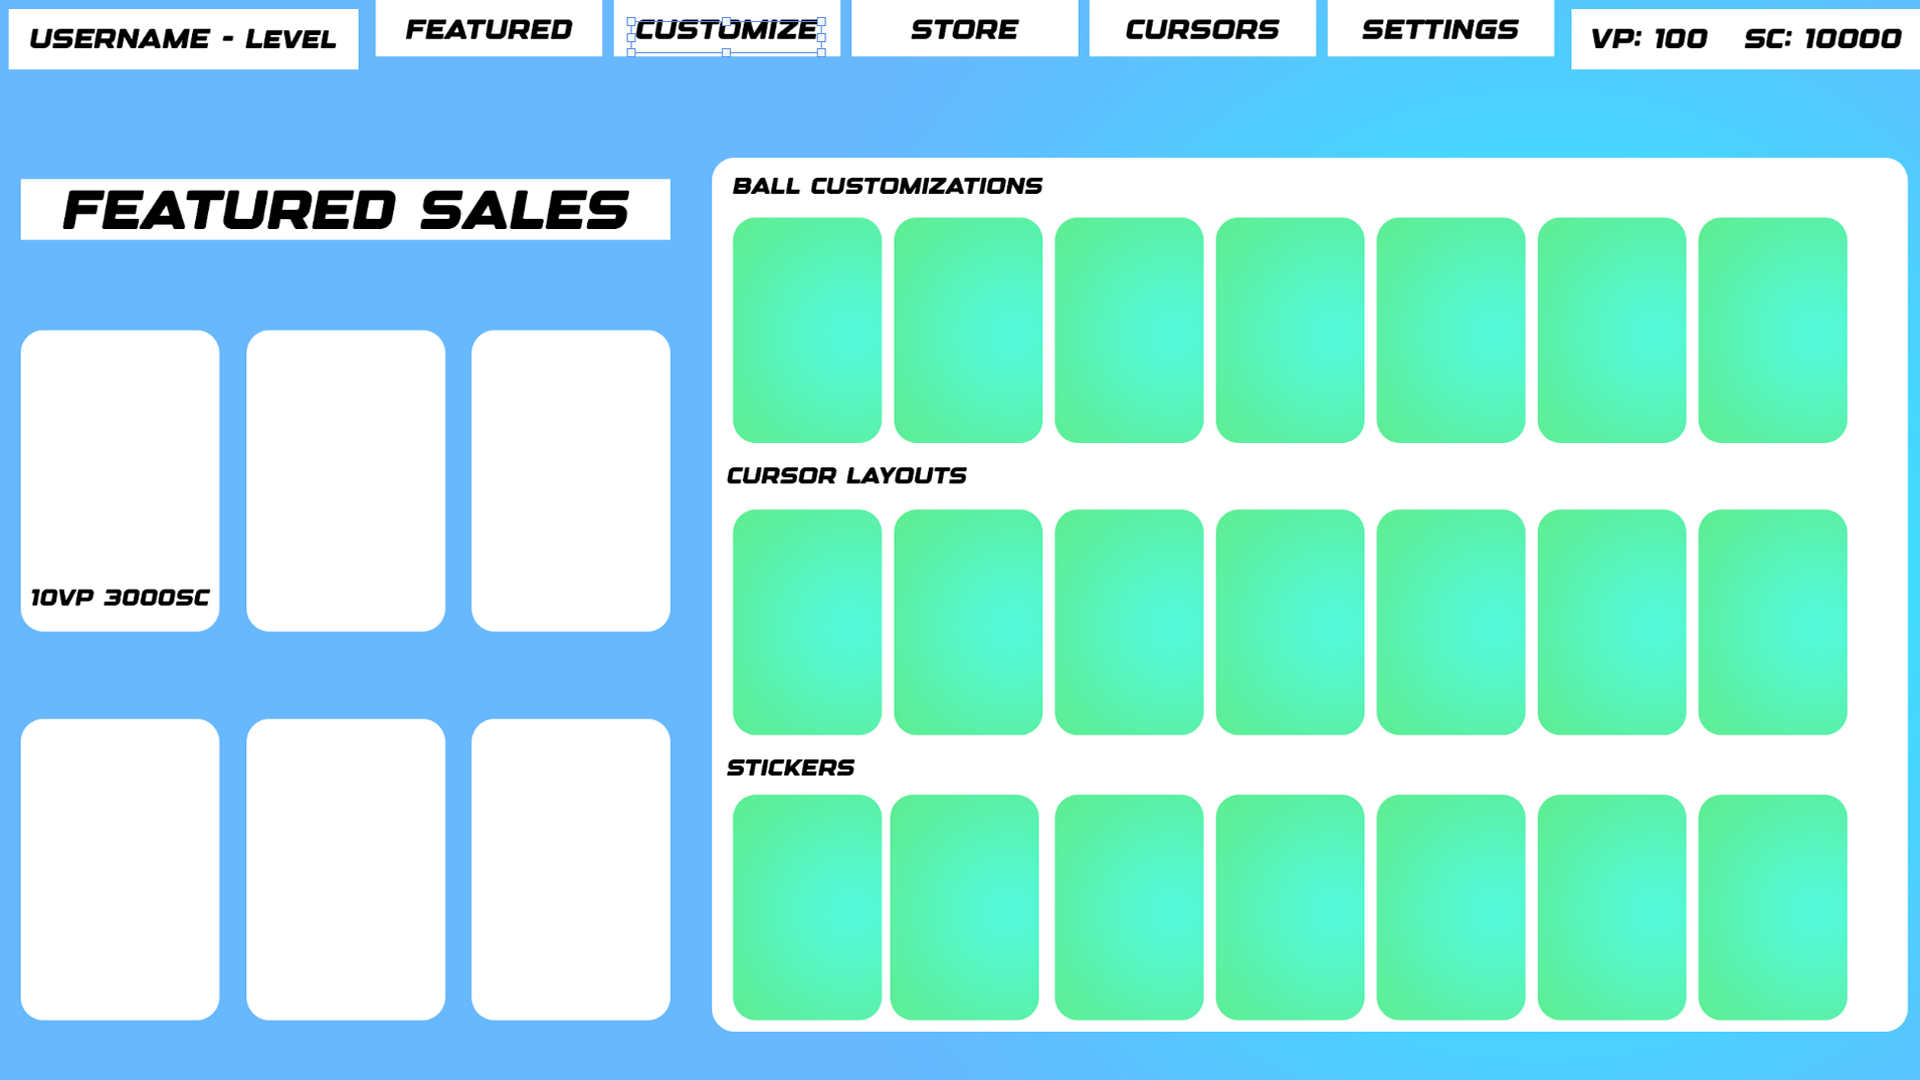 USERNAME - LEVEL
FEATURED
CUSTOMIZE
STORE
CURSORS
SETTINGS
VP: 100 SC: 10000
FEATURED SALES
10VP 3000SC
BALL CUSTOMIZATIONS
CURSOR LAYOUTS
STICKERS